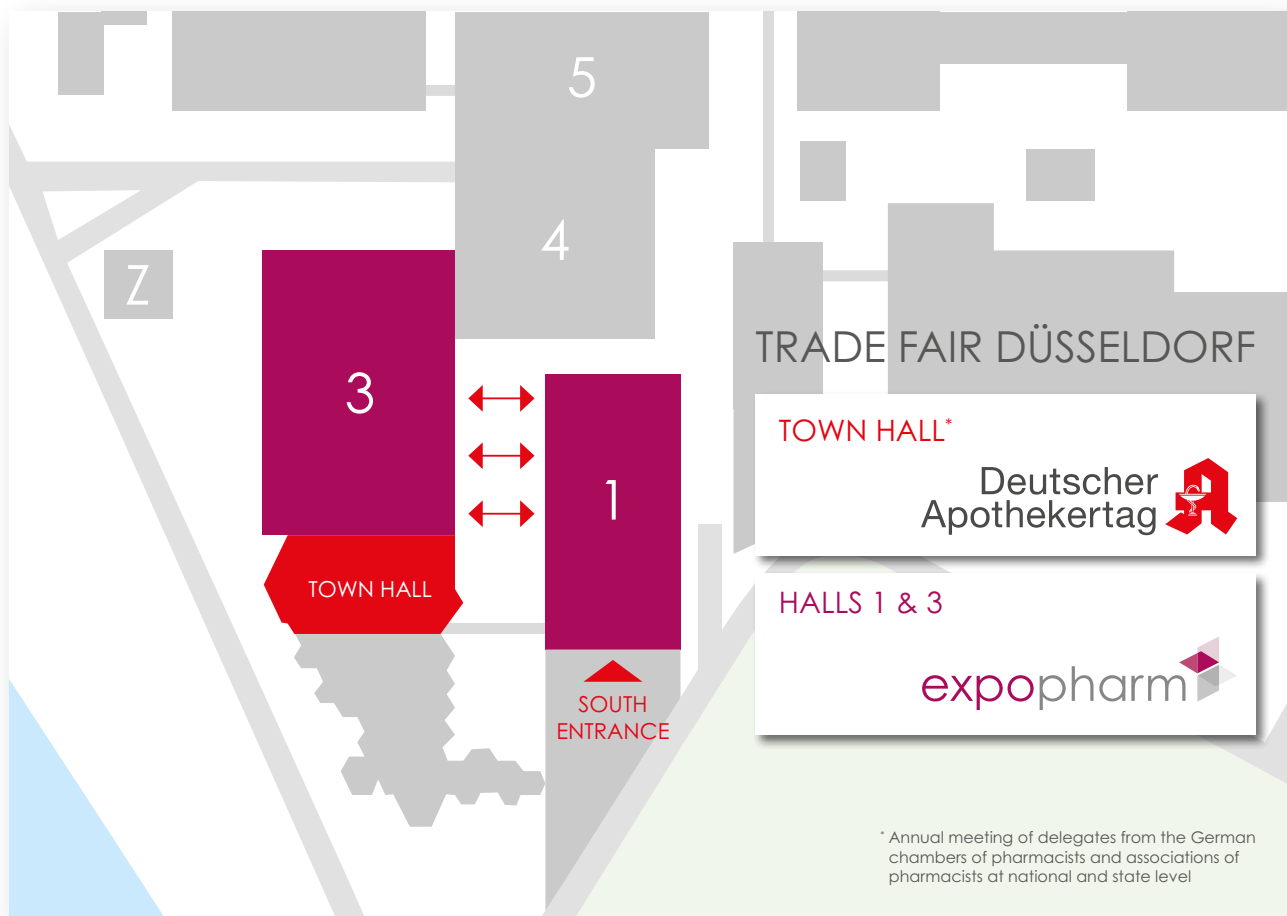 5
4
Z
3
1
TRADE FAIR DÜSSELDORF
TOWN HALL*
Deutscher
Apothekertag
TOWN HALL
HALLS 1 & 3
expopharm
SOUTH
ENTRANCE
* Annual meeting of delegates from the German
chambers of pharmacists and associations of
pharmacists at national and state level